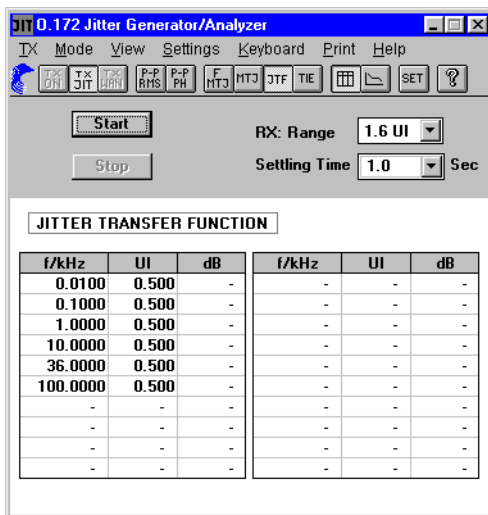 JIT O.172 Jitter Generator/Analyzer
TX Mode View Settings Keyboard Print Help
TX ON TX JIT TX WAN P-P RMS P-P PH F MTJ MTJ JTF TIE SET ?
Start
RX: Range 1.6 UI
Stop
Settling Time 1.0 Sec
JITTER TRANSFER FUNCTION
f/kHz UI dB f/kHz UI dB
0.0100 0.500 - - - -
0.1000 0.500 - - - -
1.0000 0.500 - - - -
10.0000 0.500 - - - -
36.0000 0.500 - - - -
100.0000 0.500 - - - -
- - - - - -
- - - - - -
- - - - - -
- - - - - -